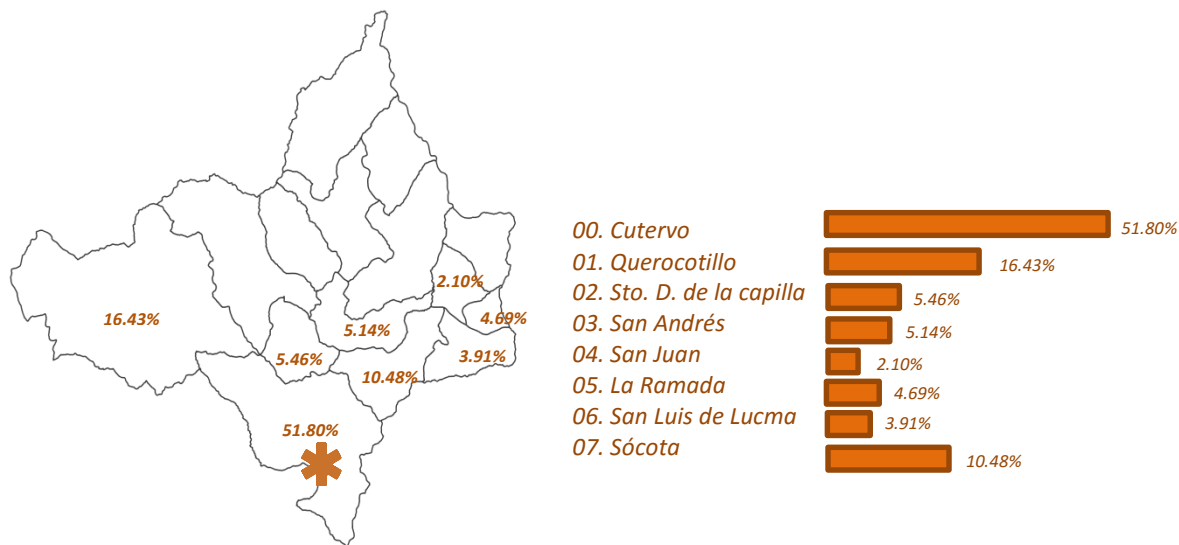 2.10%
16.43%
4.69%
5.14%
5.46%
3.91%
10.48%
51.80%
00. Cutervo
51.80%
01. Querocotillo
16.43%
02. Sto. D. de la capilla
5.46%
03. San Andrés
5.14%
04. San Juan
2.10%
05. La Ramada
4.69%
06. San Luis de Lucma
3.91%
07. Sócota
10.48%